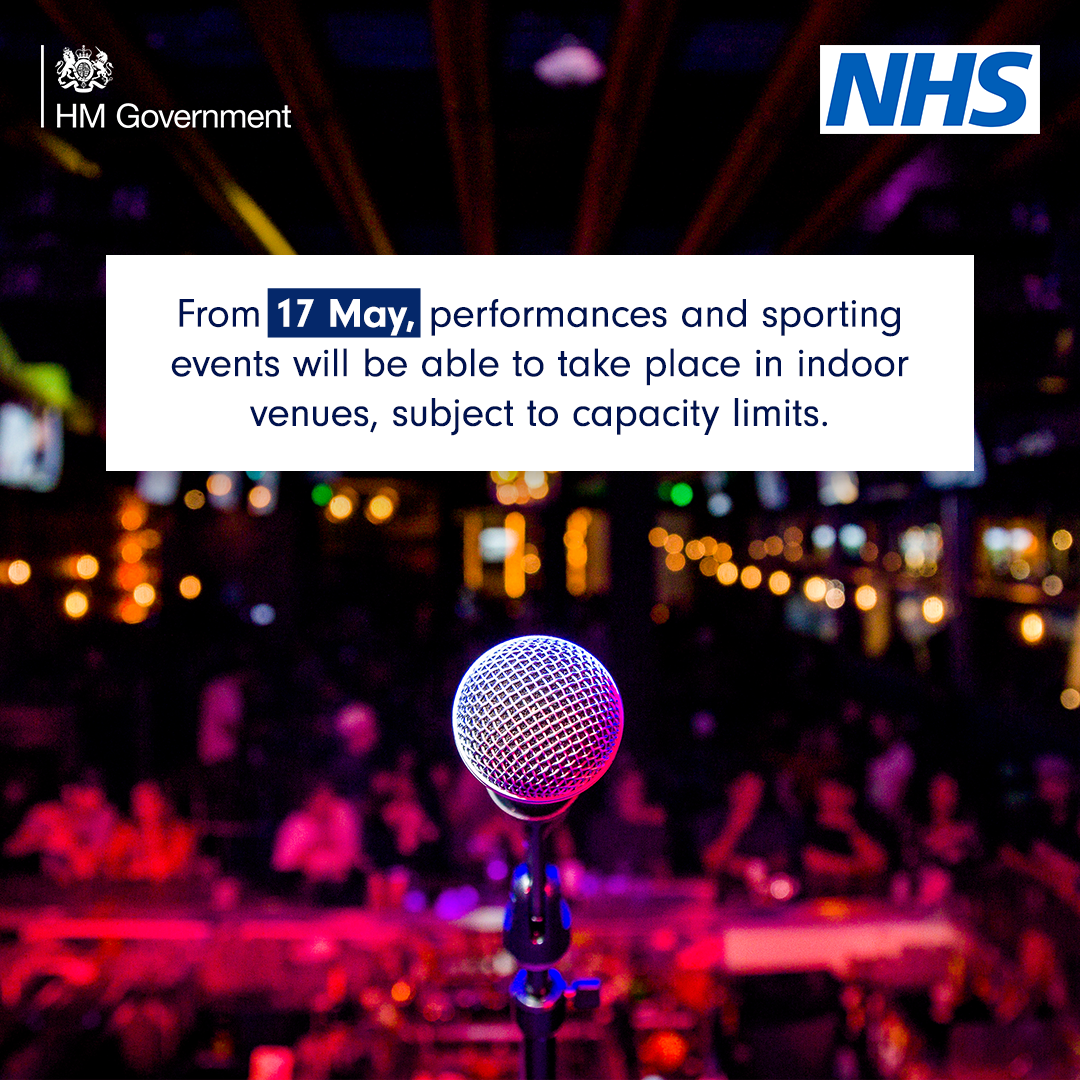 HM Government
NHS
From 17 May, performances and sporting
events will be able to take place in indoor
venues, subject to capacity limits.